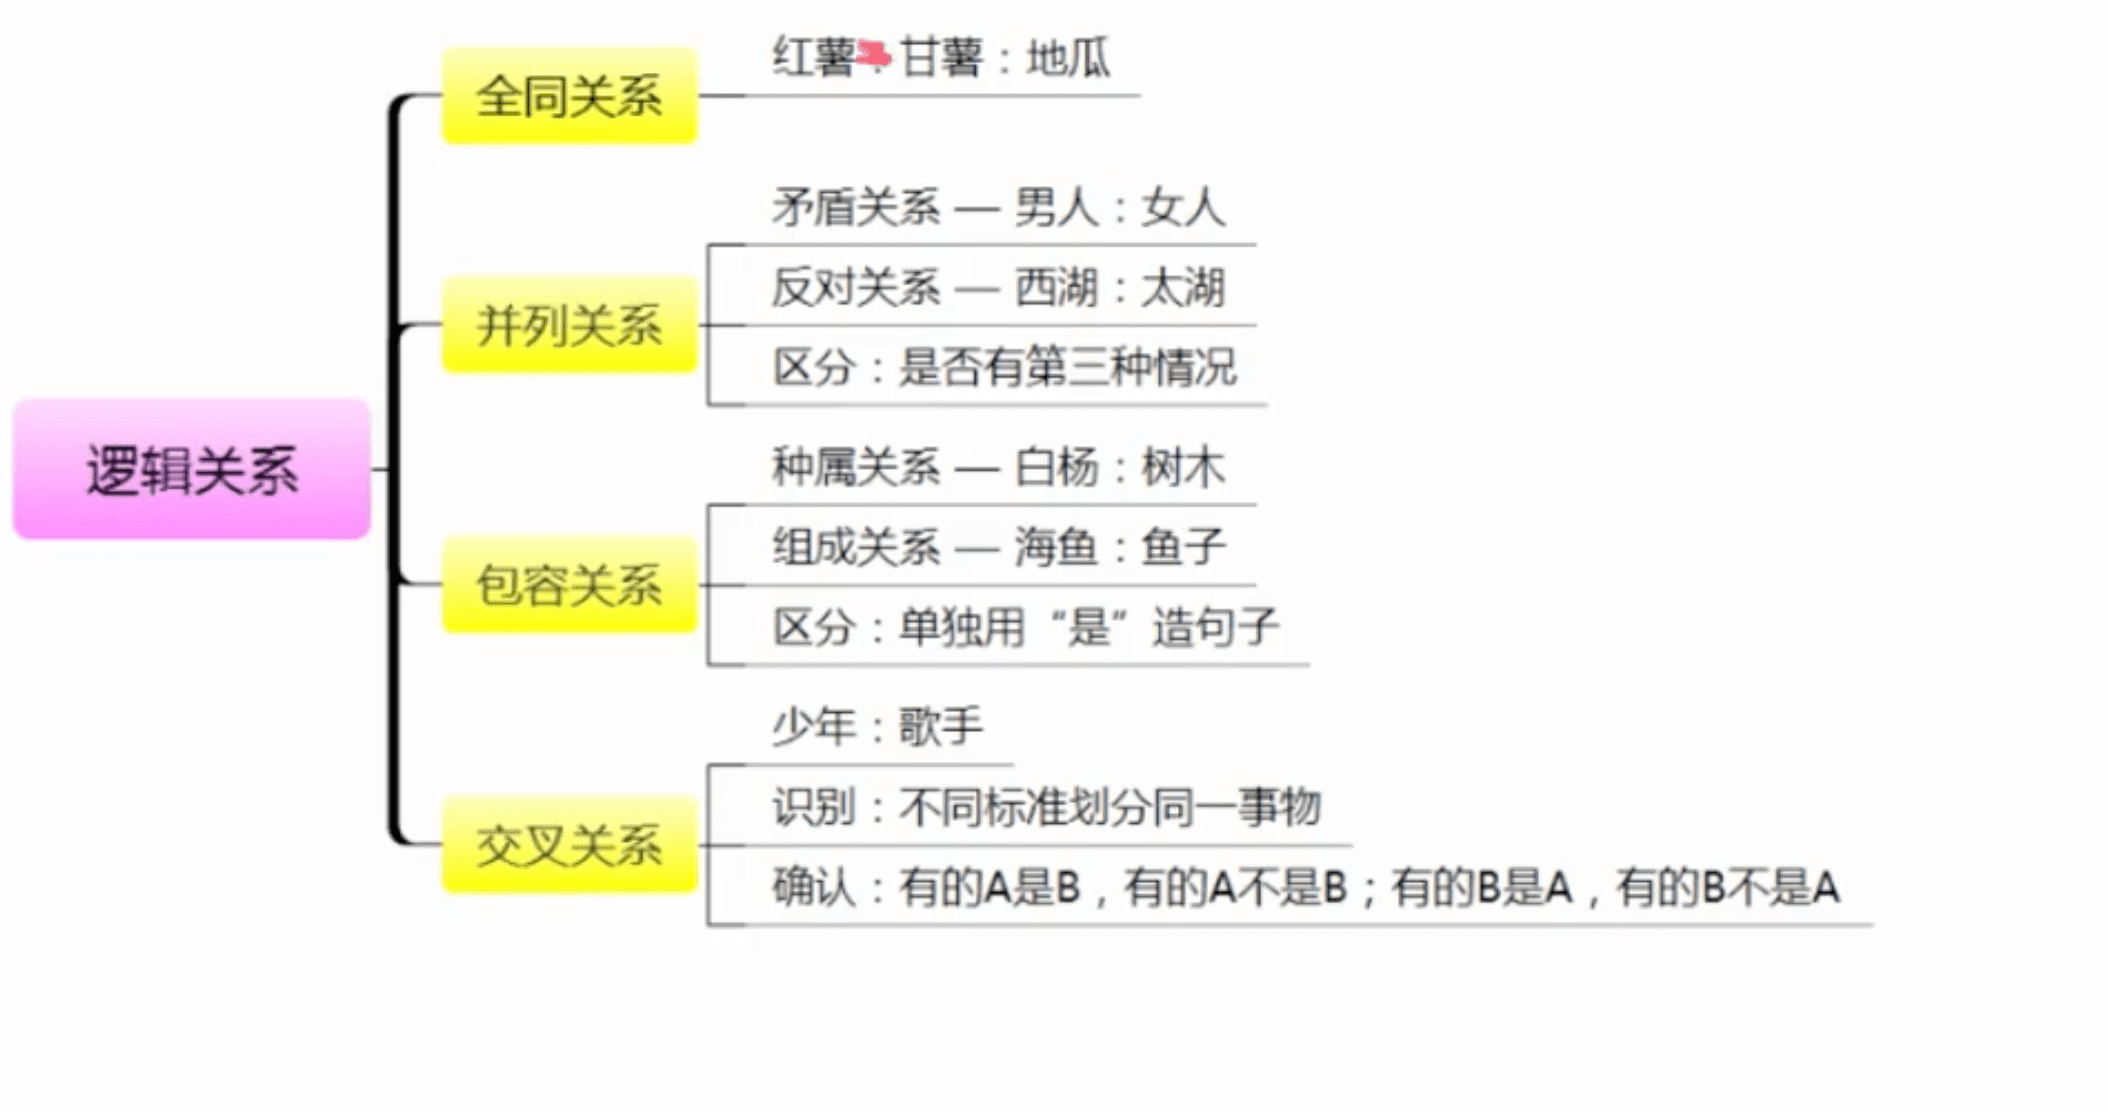 逻辑关系
全同关系
红薯：甘薯：地瓜
并列关系
矛盾关系 — 男人：女人
反对关系 — 西湖：太湖
区分：是否有第三种情况
包容关系
种属关系 — 白杨：树木
组成关系 — 海鱼：鱼子
区分：单独用“是”造句子
交叉关系
少年：歌手
识别：不同标准划分同一事物
确认：有的A是B，有的A不是B；有的B是A，有的B不是A